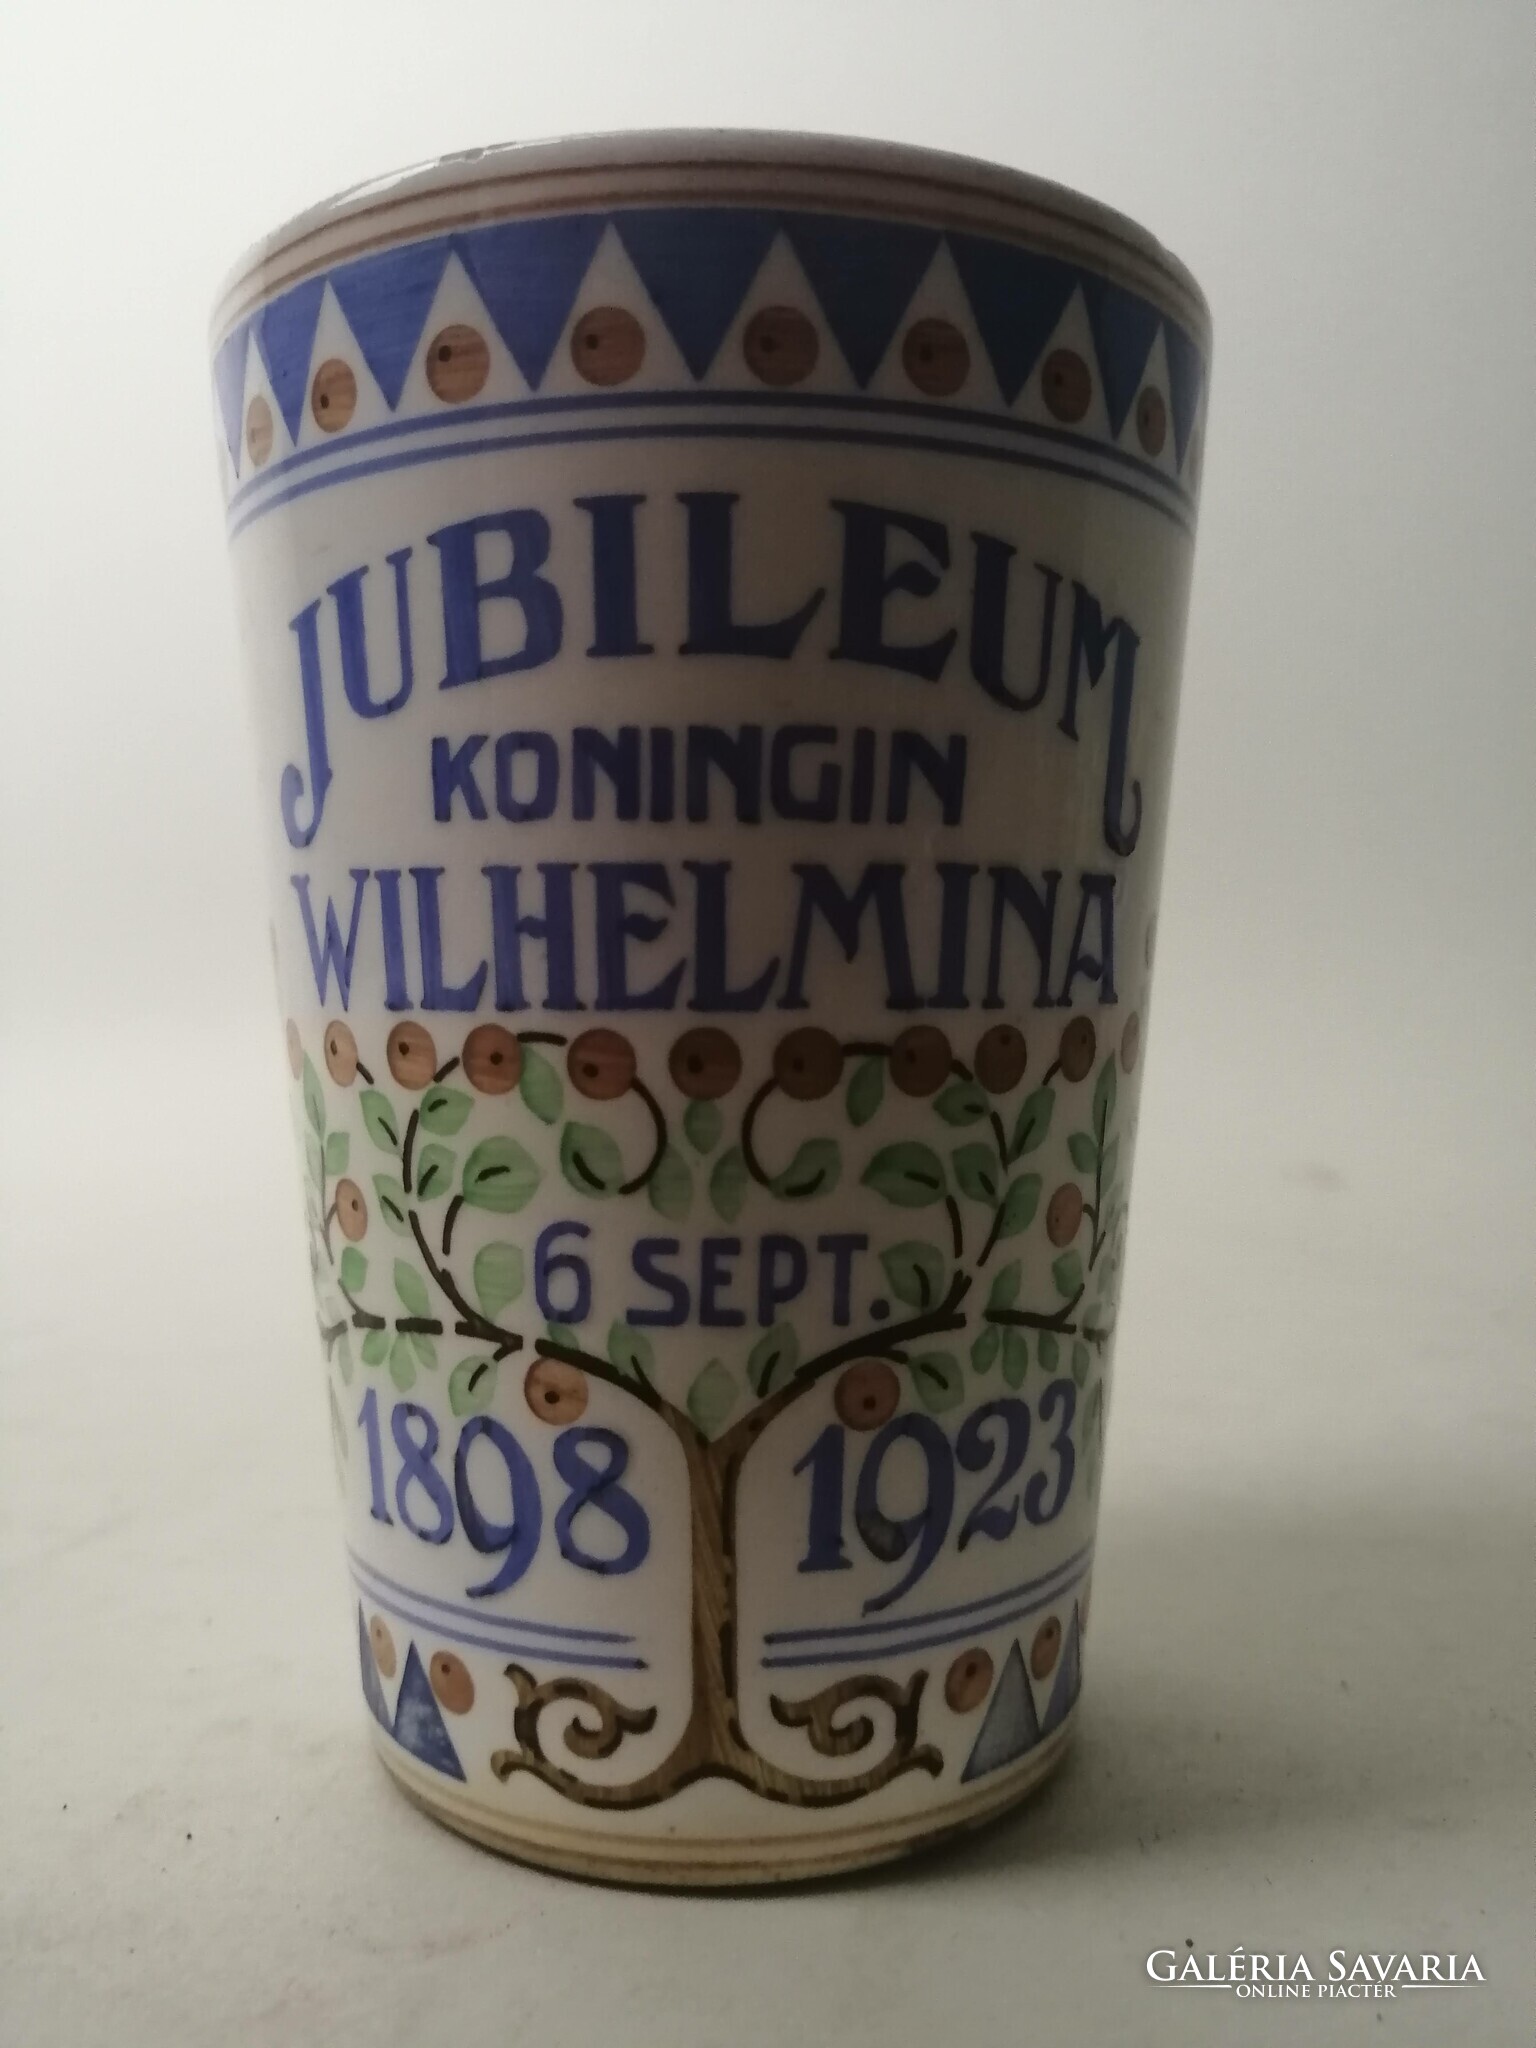 JUBILEUM
KONINGIN
WILHELMINA
6 SEPT.
1898 1923
GALÉRIA SAVARIA
ONLINE PIACTÉR